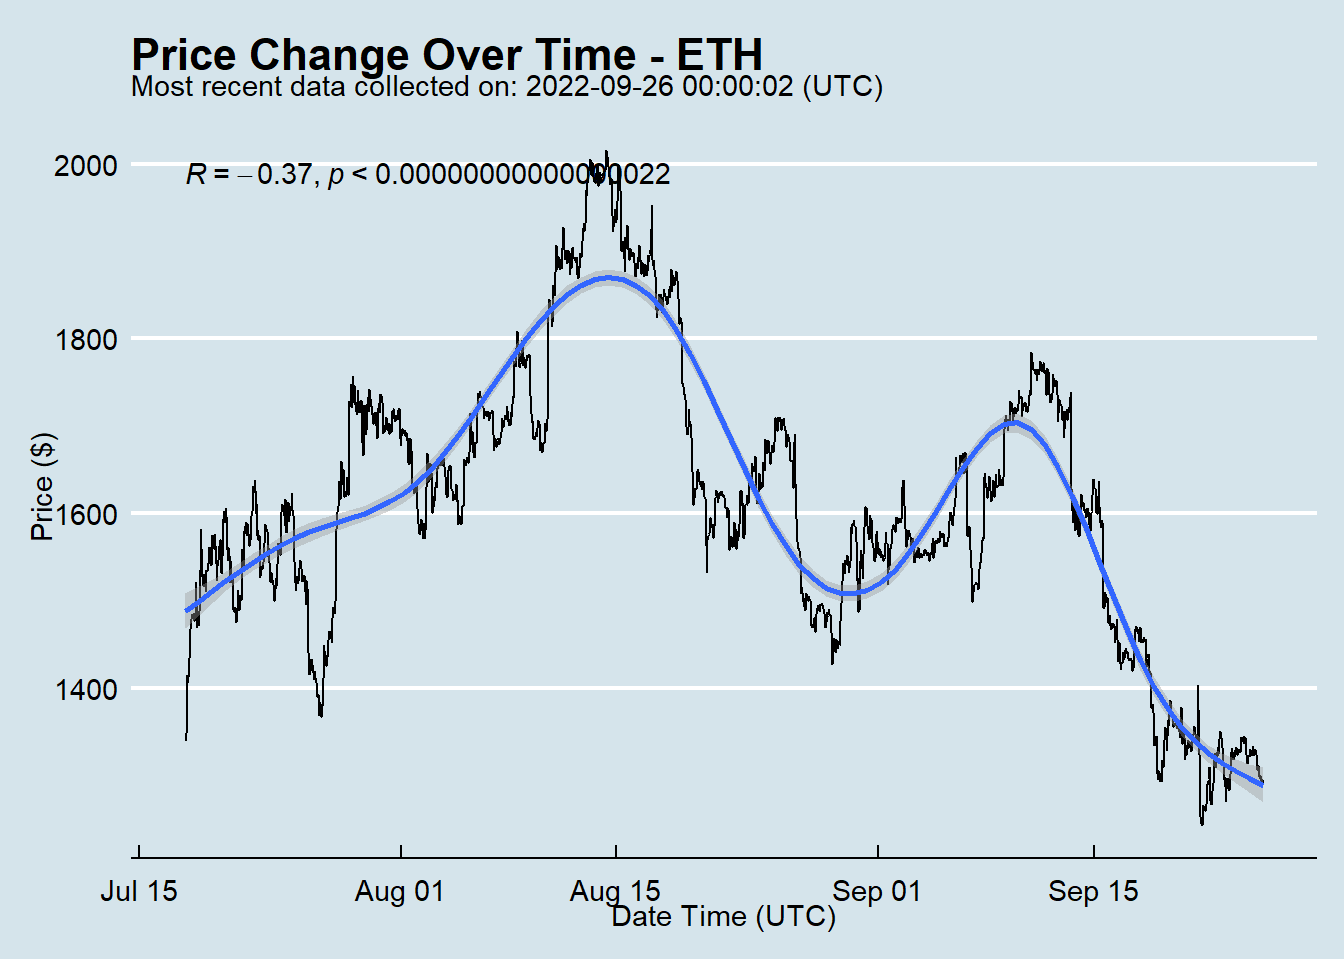 Price Change Over Time - ETH
Most recent data collected on: 2022-09-26 00:00:02 (UTC)
R = −0.37, p < 0.00000000000000022
2000
1800
1600
1400
Price ($)
Jul 15 Aug 01 Aug 15 Sep 01 Sep 15
Date Time (UTC)